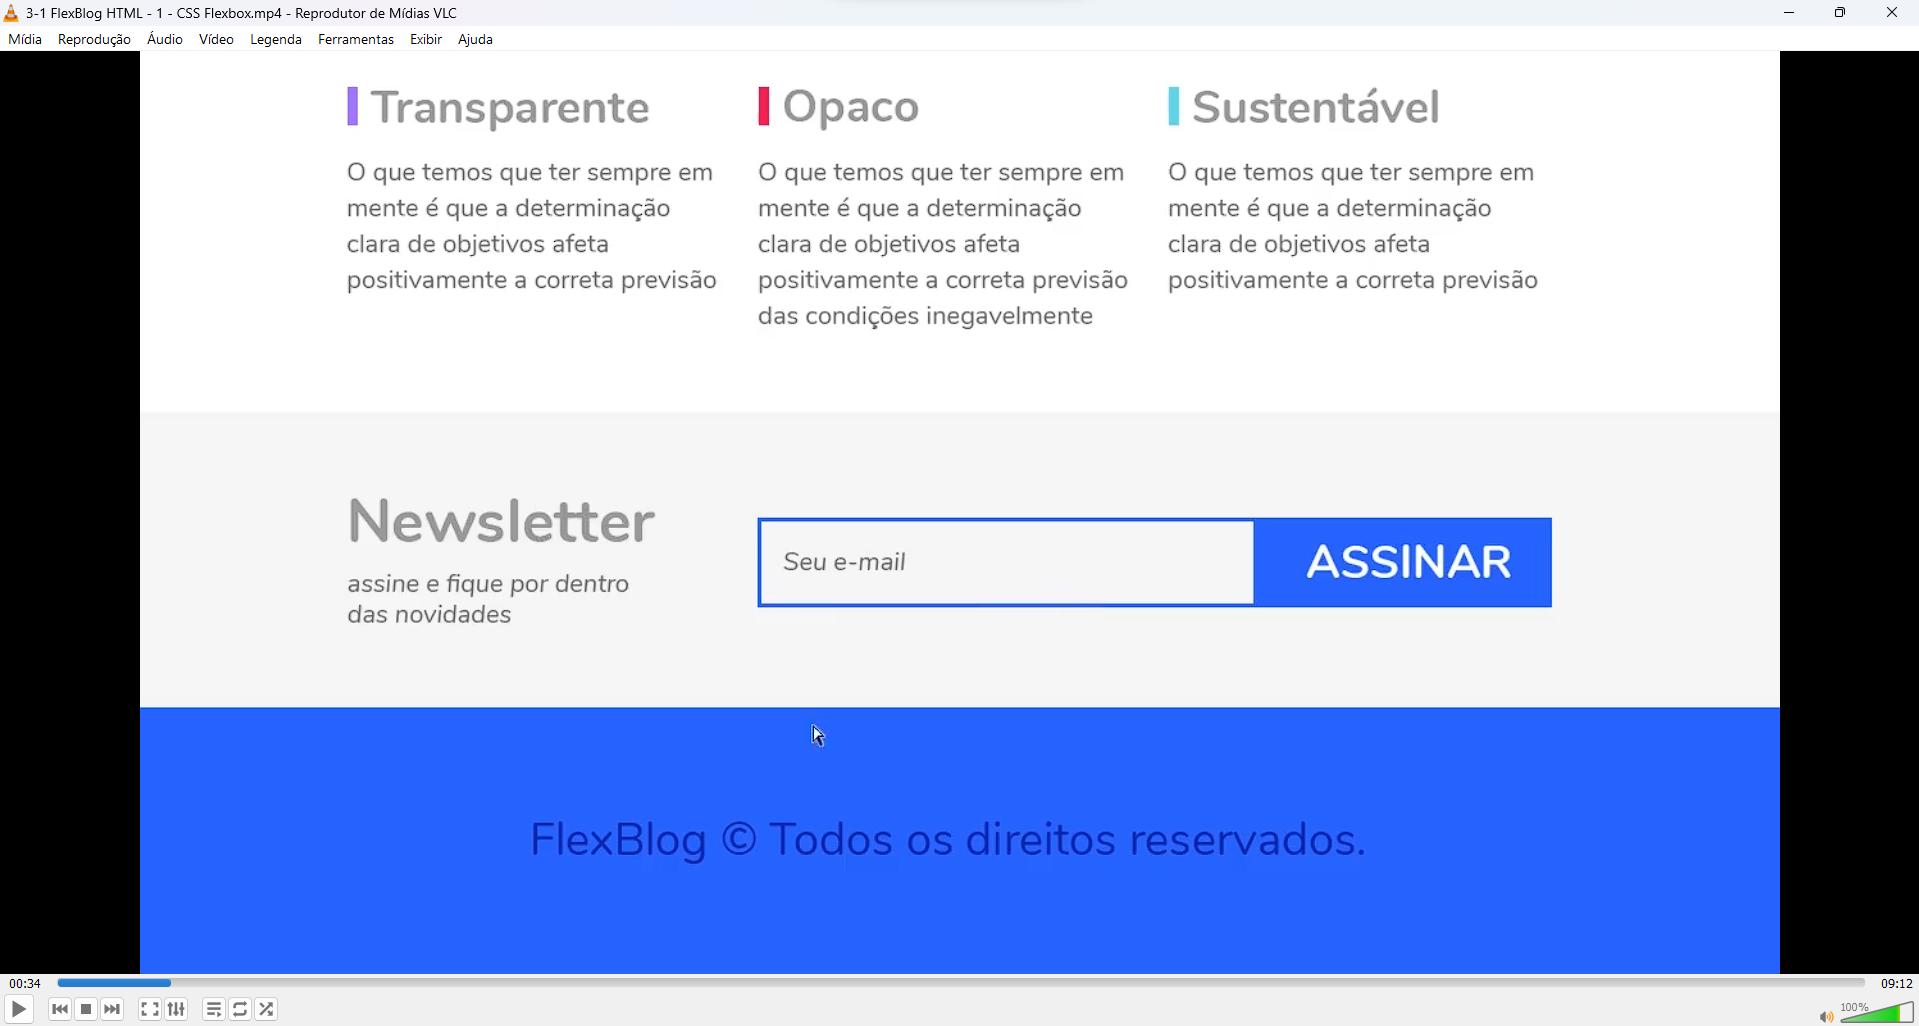 3-1 FlexBlog HTML - 1 - CSS Flexbox.mp4 - Reprodutor de Mídias VLC
Mídia Reprodução Áudio Vídeo Legenda Ferramentas Exibir Ajuda
Transparente
O que temos que ter sempre em
mente é que a determinação
clara de objetivos afeta
positivamente a correta previsão
Opaco
O que temos que ter sempre em
mente é que a determinação
clara de objetivos afeta
positivamente a correta previsão
das condições inegavelmente
Sustentável
O que temos que ter sempre em
mente é que a determinação
clara de objetivos afeta
positivamente a correta previsão
Newsletter
assine e fique por dentro
das novidades
Seu e-mail
ASSINAR
FlexBlog © Todos os direitos reservados.
00:34
09:12
100%